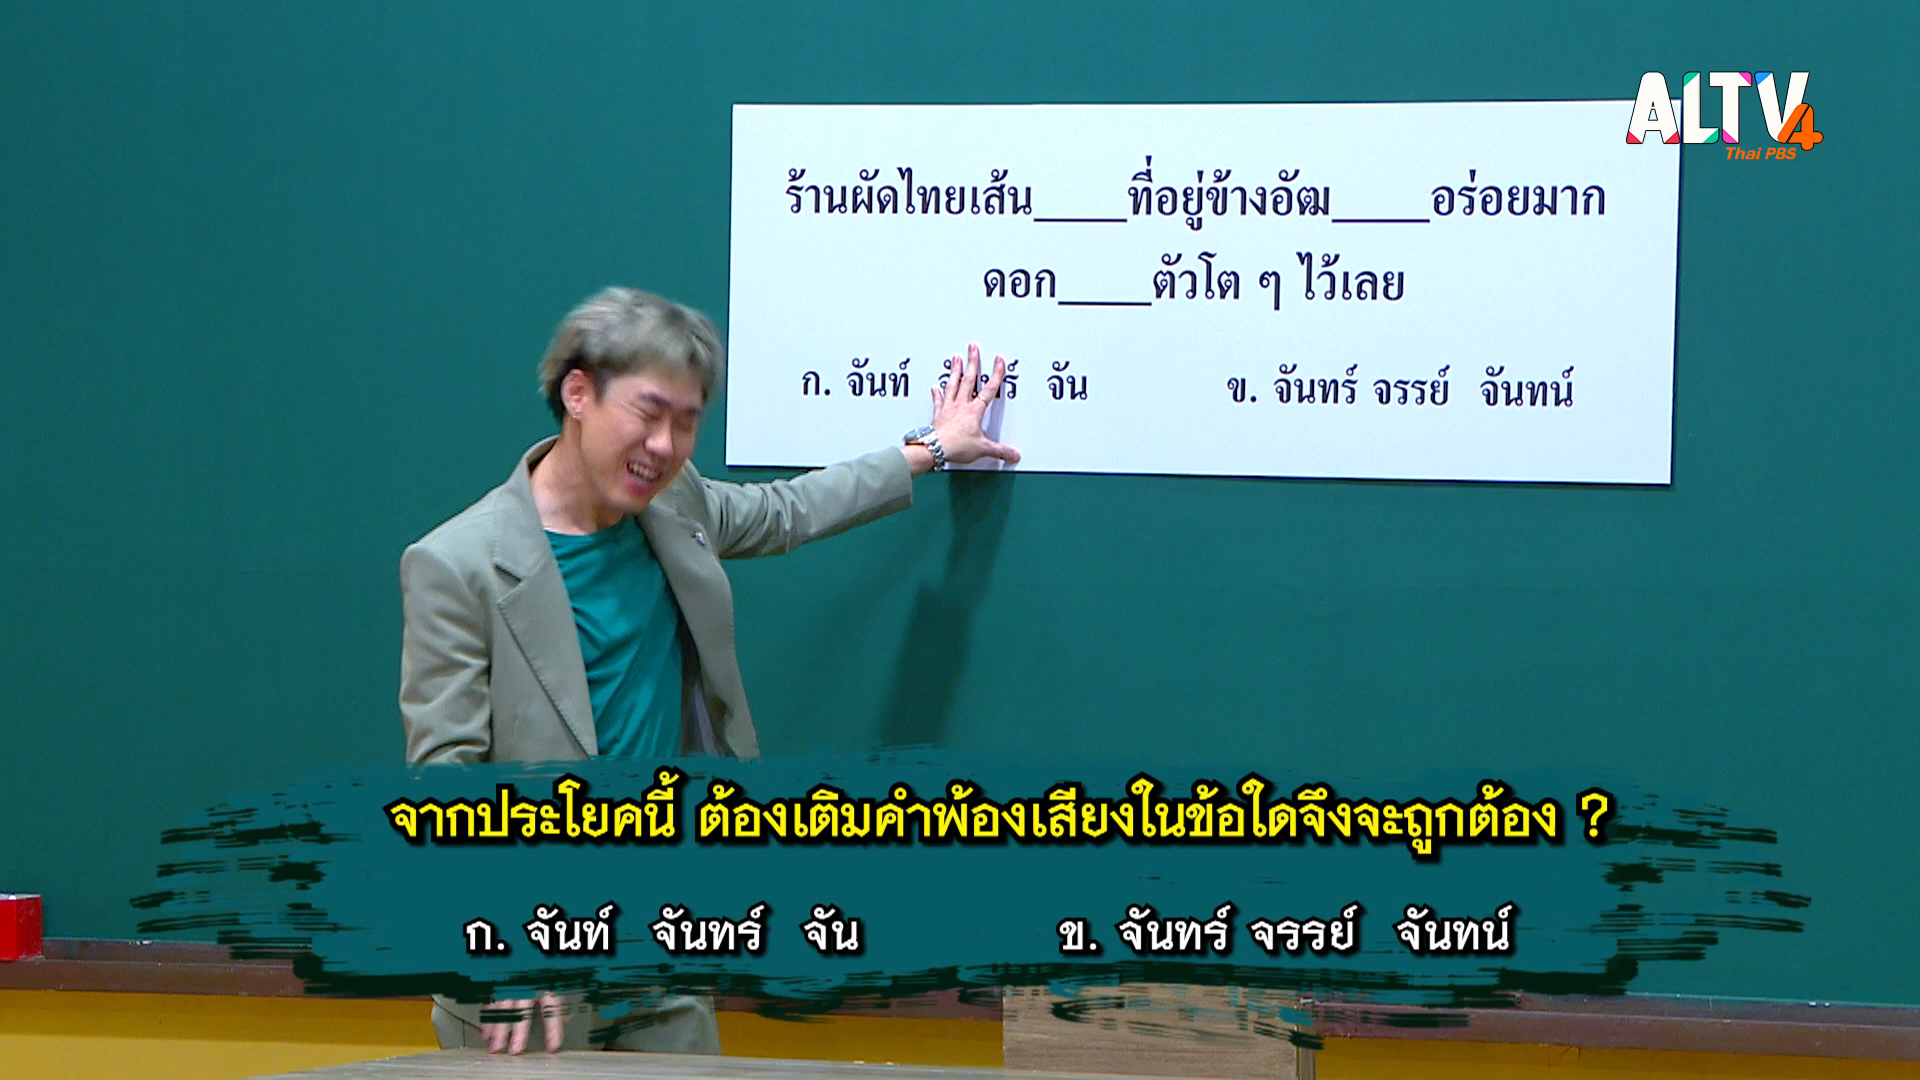 ALTV4
Thai PBS
ร้านผัดไทยเส้น____ที่อยู่ข้างอัฒ____อร่อยมาก
ดอก____ตัวโต ๆ ไว้เลย
ก. จันท์ จันทร์ จัน
ข. จันทร์ จรรย์ จันทน์
จากประโยคนี้ ต้องเติมคำพ้องเสียงในข้อใดจึงจะถูกต้อง ?
ก. จันท์ จันทร์ จัน
ข. จันทร์ จรรย์ จันทน์